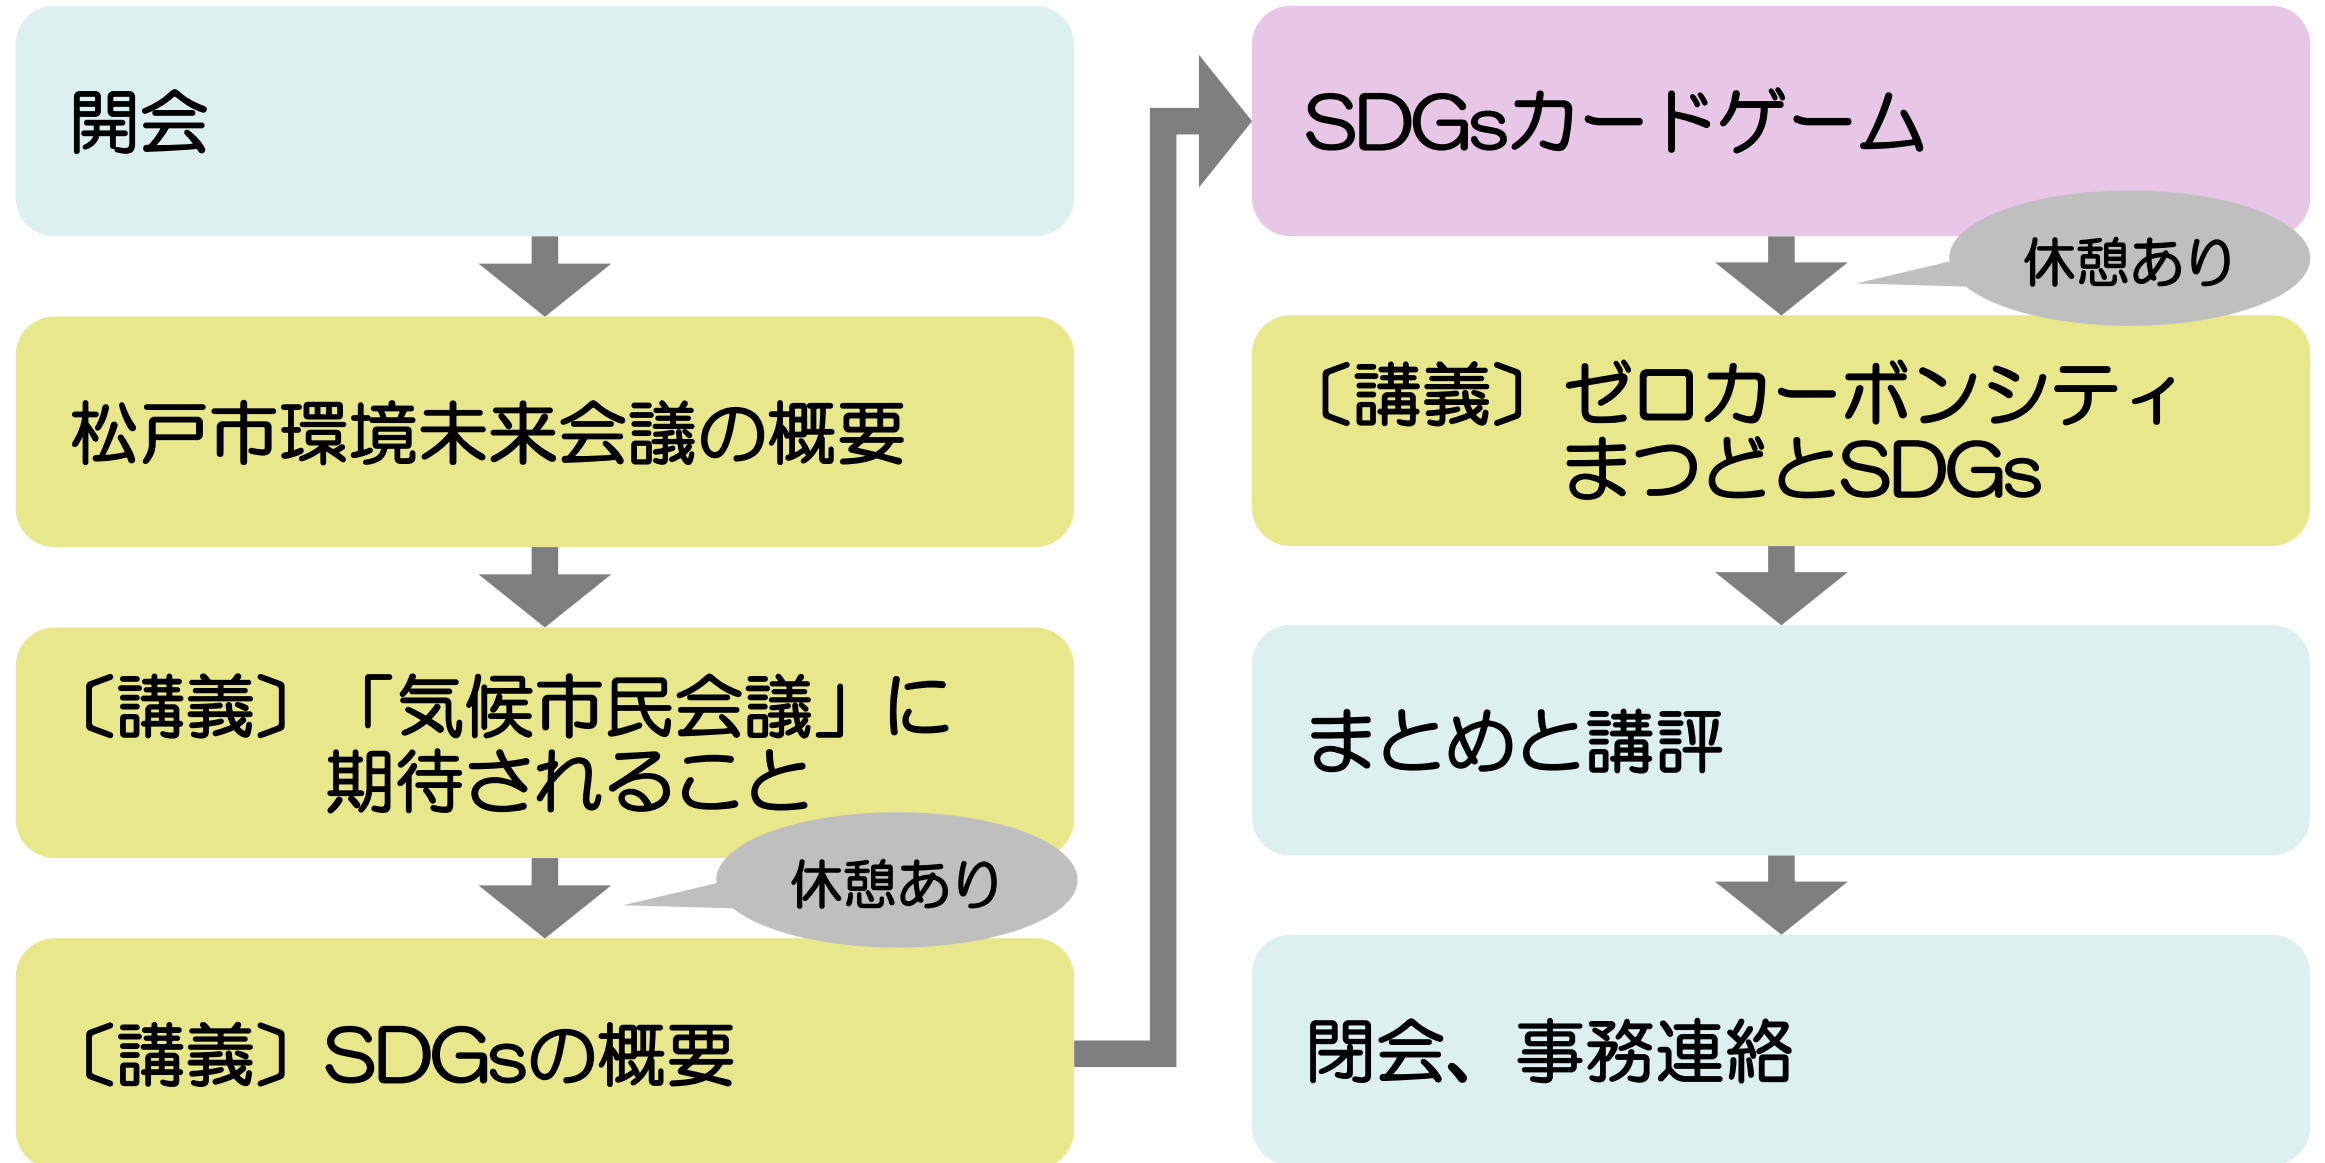 開会
松戸市環境未来会議の概要
〔講義〕「気候市民会議」に
期待されること
休憩あり
〔講義〕SDGsの概要
SDGsカードゲーム
休憩あり
〔講義〕ゼロカーボンシティ
まつどとSDGs
まとめと講評
閉会、事務連絡